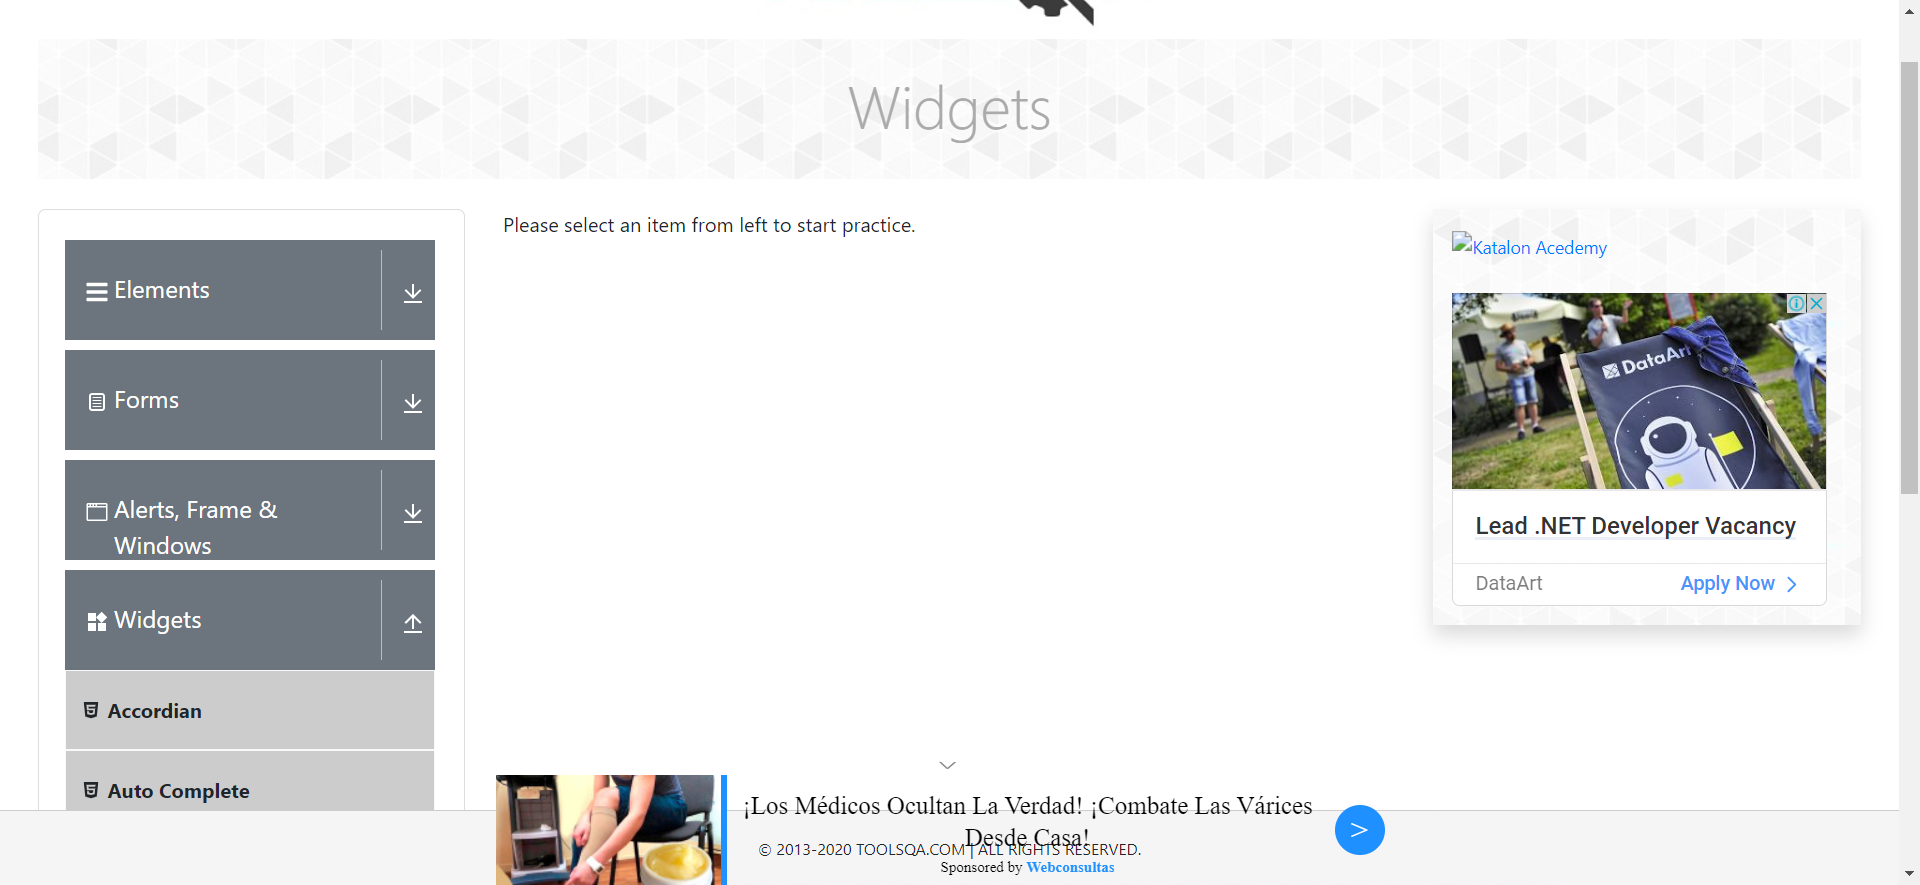 Widgets
Please select an item from left to start practice.
Elements
Forms
Alerts, Frame &
Windows
Widgets
Accordian
Auto Complete
Katalon Acedemy
DataArt
Lead .NET Developer Vacancy
DataArt
Apply Now
¡Los Médicos Ocultan La Verdad! ¡Combate Las Várices
Desde Casa!
© 2013-2020 TOOLSQA.COM | ALL RIGHTS RESERVED.
Sponsored by Webconsultas